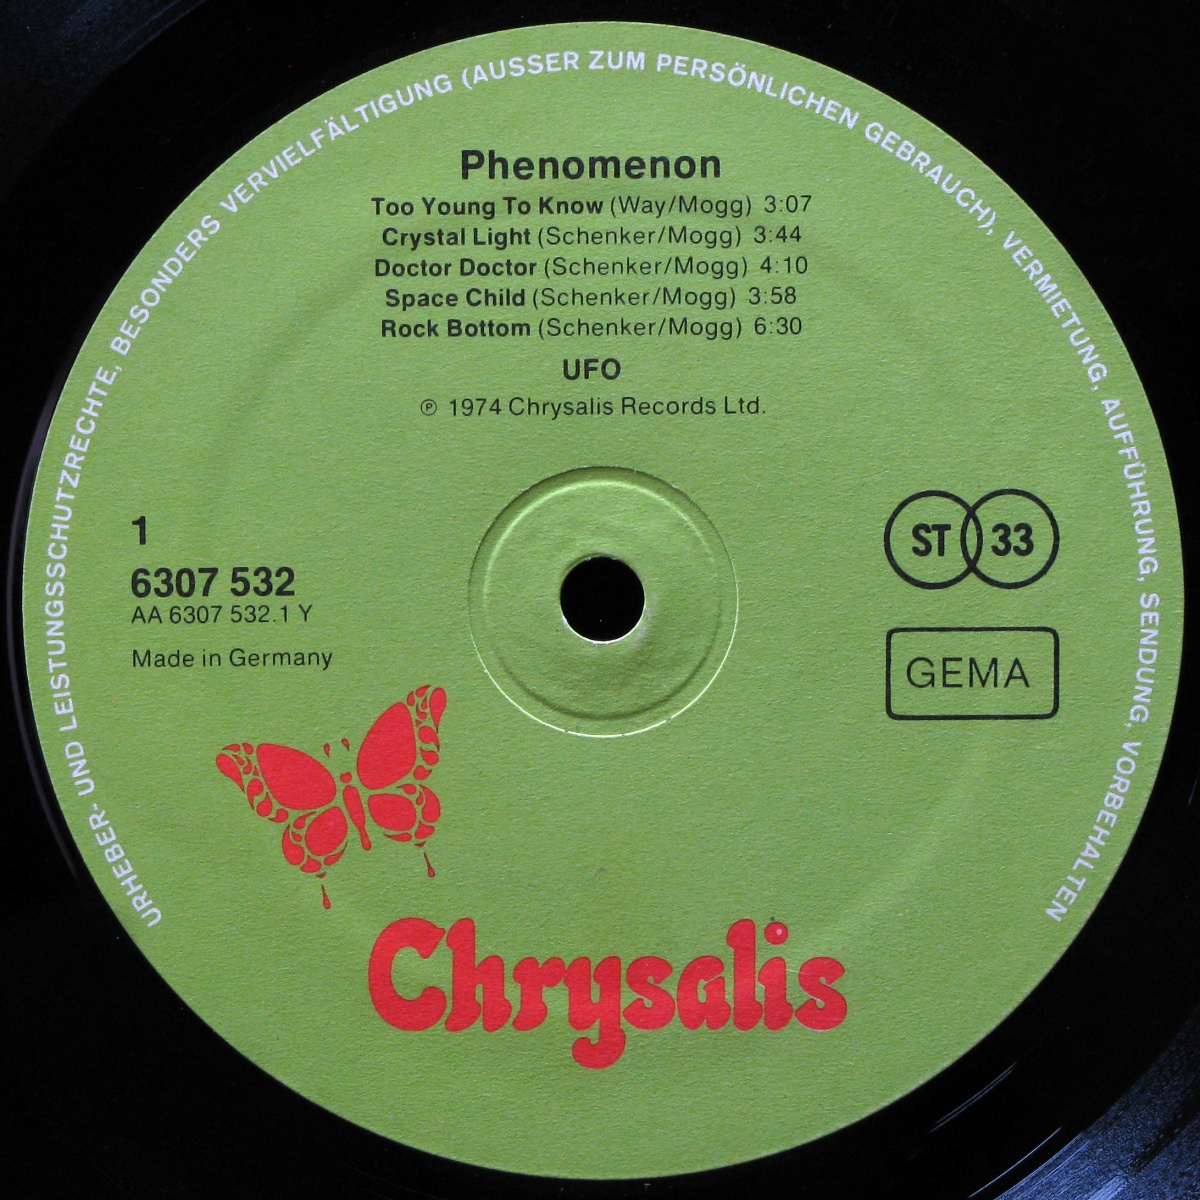 URHEBER- UND LEISTUNGSSCHUTZRECHTE, BESONDERS VERVIELFÄLTIGUNG (AUSSER ZUM PERSÖNLICHEN GEBRAUCH), VERMIETUNG, AUFFÜHRUNG, SENDUNG, VORBEHALTEN
Phenomenon
Too Young To Know (Way/Mogg) 3:07
Crystal Light (Schenker/Mogg) 3:44
Doctor Doctor (Schenker/Mogg) 4:10
Space Child (Schenker/Mogg) 3:58
Rock Bottom (Schenker/Mogg) 6:30
UFO
℗ 1974 Chrysalis Records Ltd.
1
6307 532
AA 6307 532.1 Y
Made in Germany
ST 33
GEMA
Chrysalis